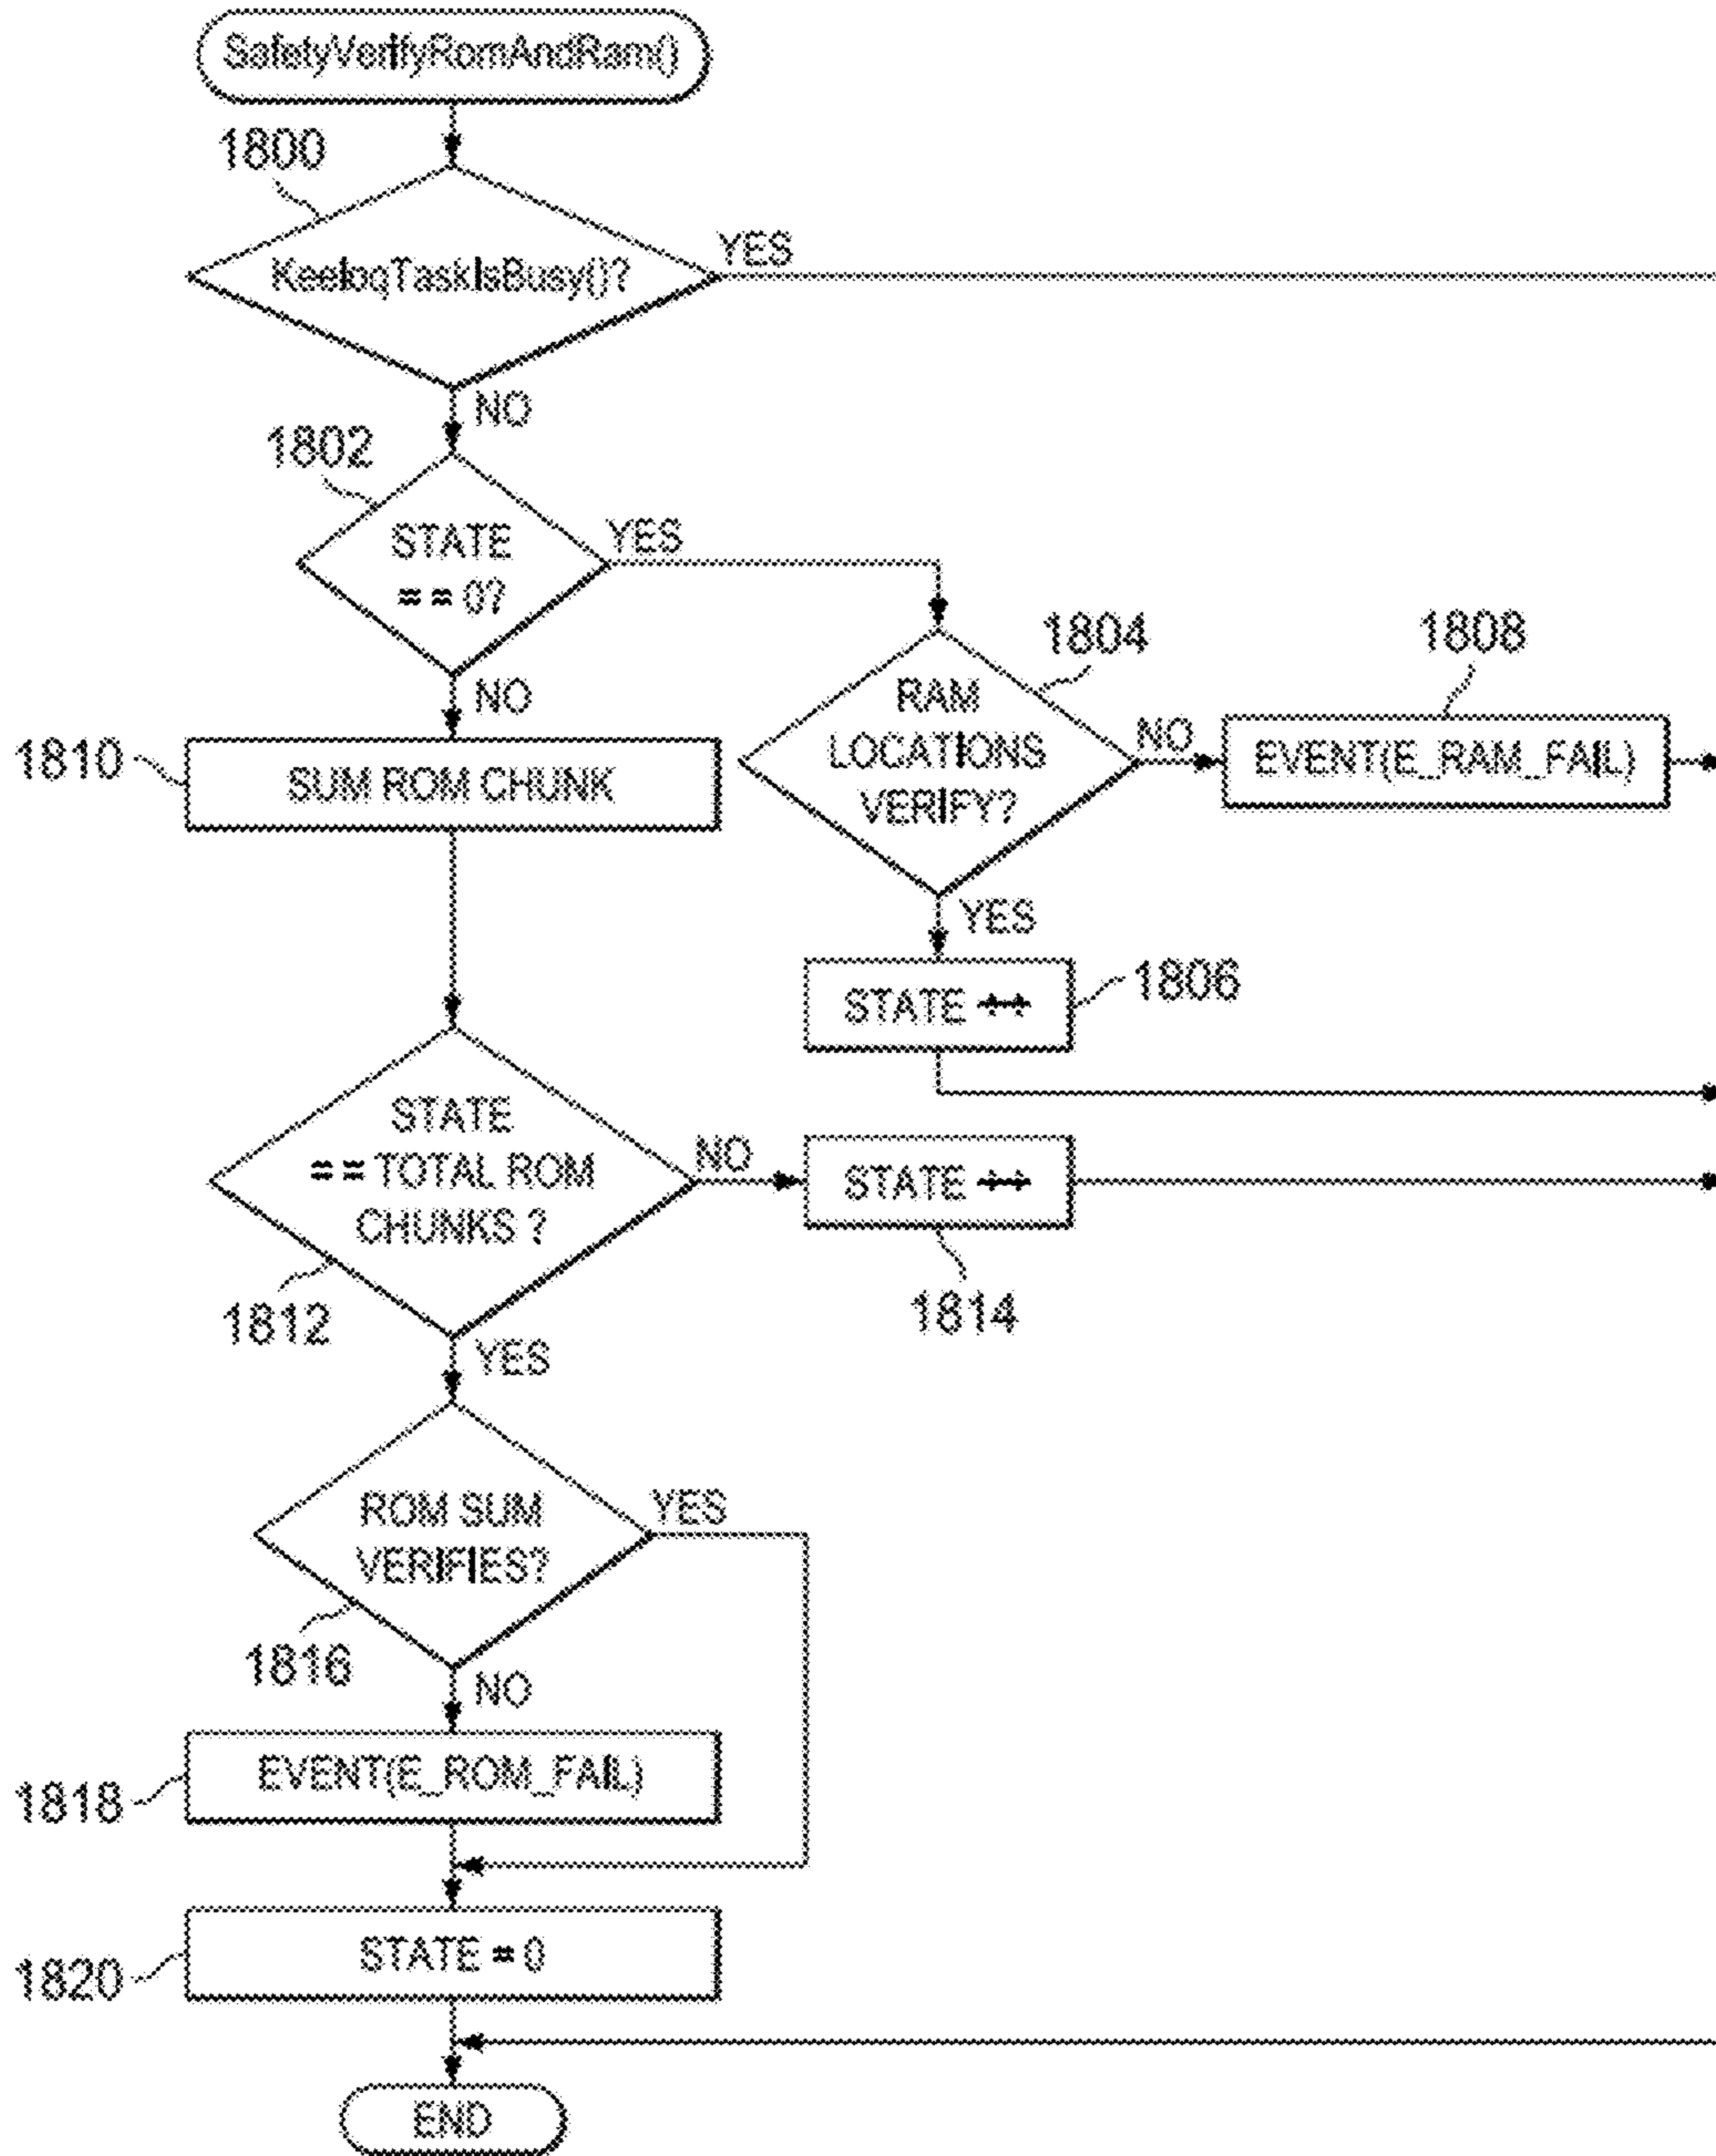 SafetyVerifyRomAndRam()
1800
KeeloqTaskIsBusy()?
YES
NO
1802
STATE
= = 0?
YES
NO
1804
RAM
LOCATIONS
VERIFY?
NO
1808
EVENT(E_RAM_FAIL)
1810
SUM ROM CHUNK
YES
STATE ++
1806
STATE
= = TOTAL ROM
CHUNKS ?
NO
STATE ++
1812
1814
YES
ROM SUM
VERIFIES?
YES
1816
NO
EVENT(E_ROM_FAIL)
1818
STATE = 0
1820
END